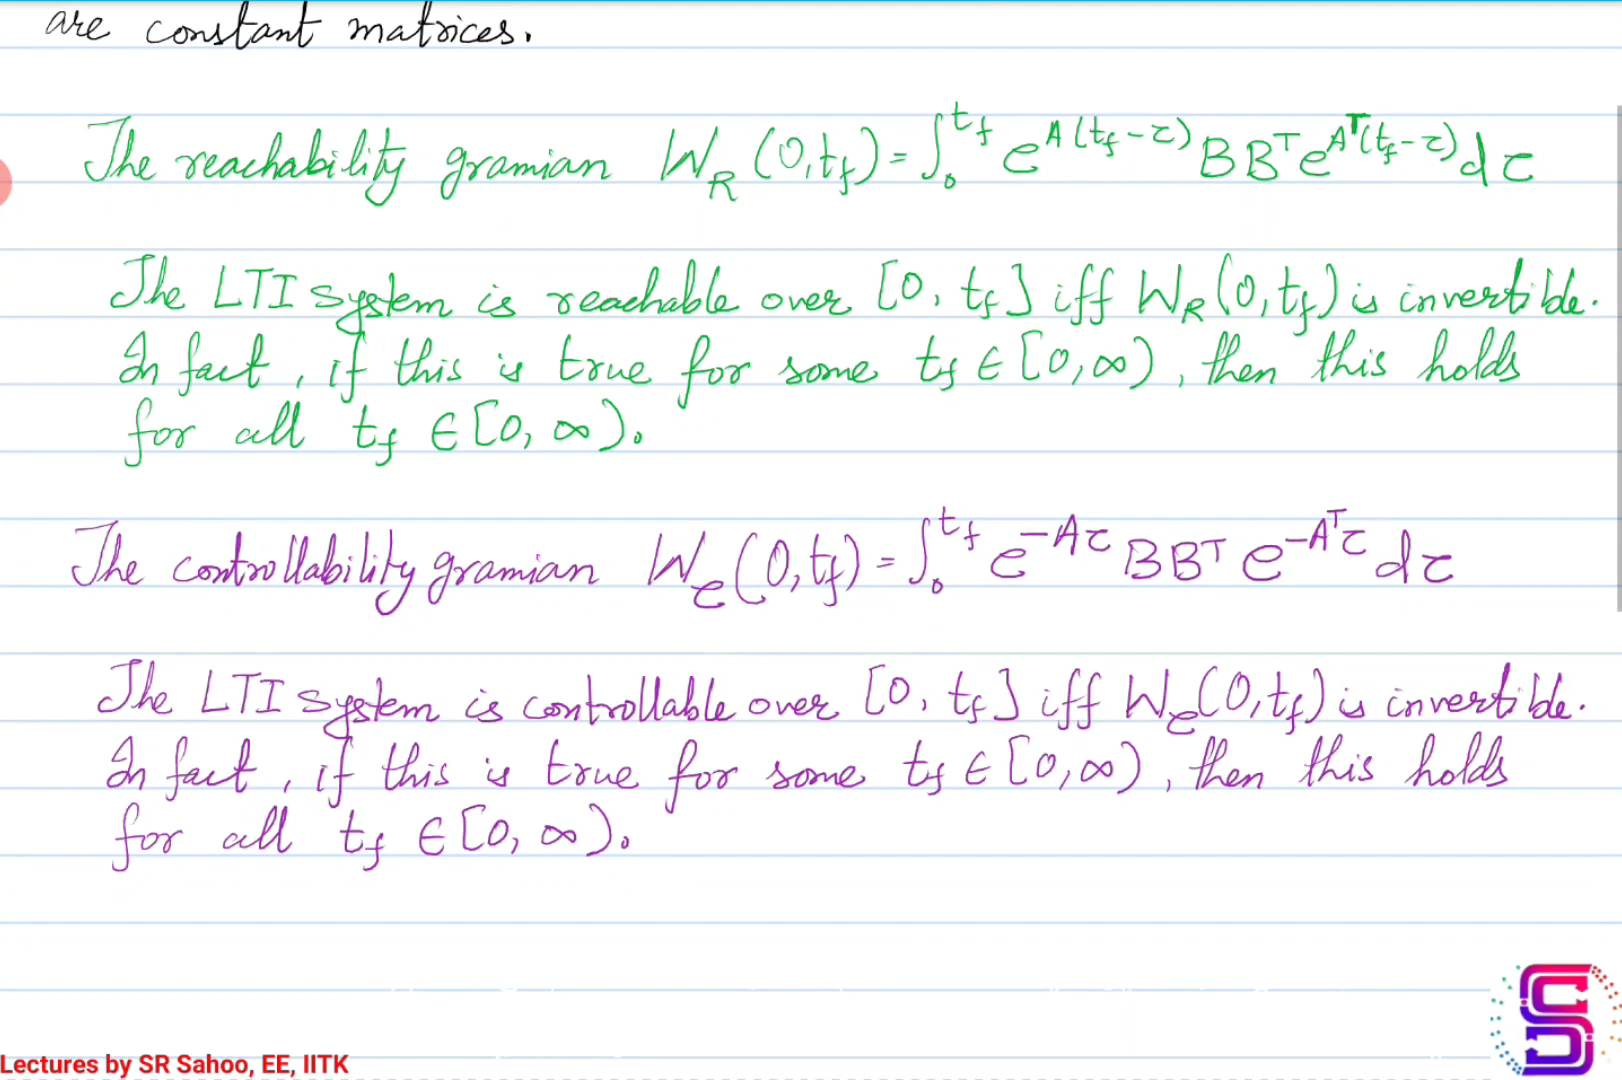 are constant matrices.
The reachability gramian W_R (0,t_f) = ∫_0^{t_f} e^{A(t_f-τ)} BB^T e^{A^T(t_f-τ)} dτ
The LTI system is reachable over [0, t_f] iff W_R(0,t_f) is invertible.
In fact, if this is true for some t_f ∈ [0,∞), then this holds
for all t_f ∈ [0, ∞).
The controllability gramian W_C(0,t_f) = ∫_0^{t_f} e^{-Aτ} BB^T e^{-A^Tτ} dτ
The LTI system is controllable over [0, t_f] iff W_C(0,t_f) is invertible.
In fact, if this is true for some t_f ∈ [0,∞), then this holds
for all t_f ∈ [0, ∞).
Lectures by SR Sahoo, EE, IITK